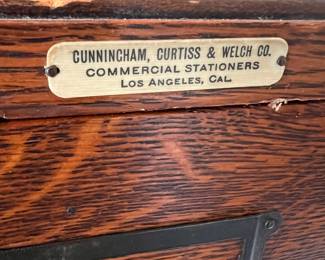 CUNNINGHAM, CURTISS & WELCH CO.
COMMERCIAL STATIONERS
LOS ANGELES, CAL.